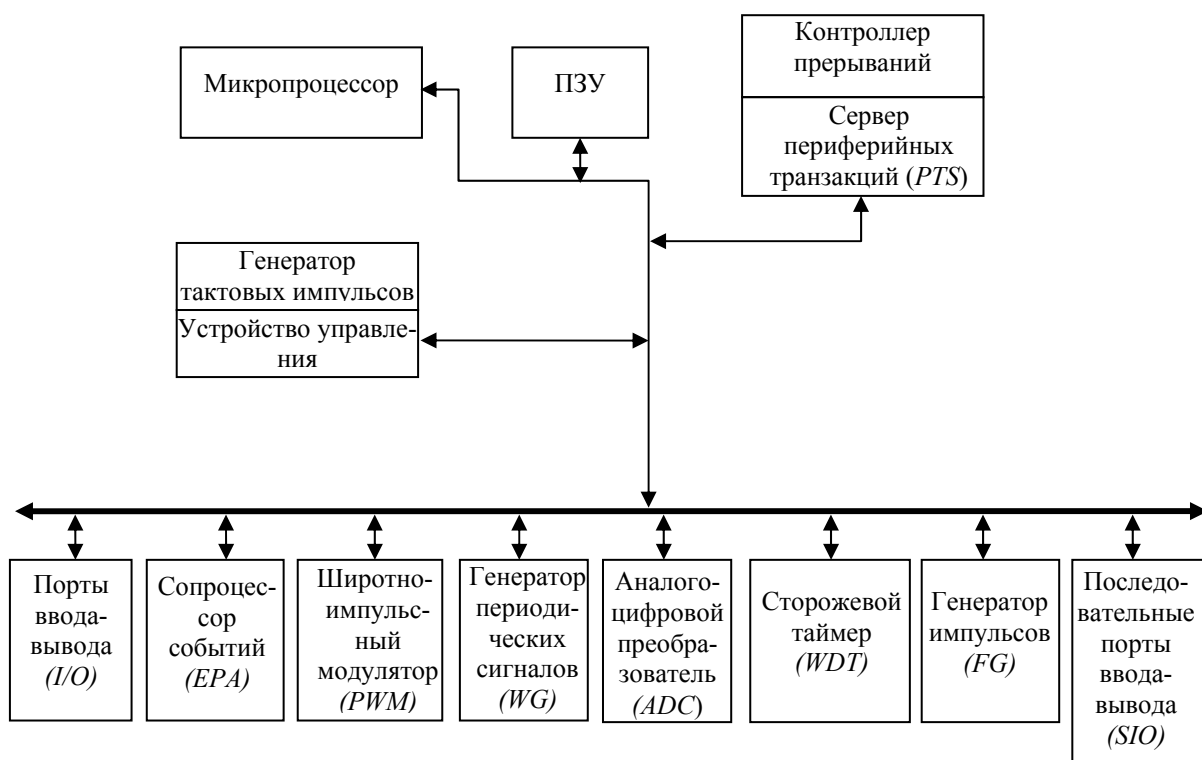 Микропроцессор
ПЗУ
Контроллер
прерываний
Сервер
периферийных
транзакций (PTS)
Генератор
тактовых импульсов
Устройство управле-
ния
Порты
ввода-
вывода
(I/O)
Сопроцес-
сор
событий
(EPA)
Широтно-
импульс-
ный
модулятор
(PWM)
Генератор
периоди-
ческих
сигналов
(WG)
Аналого-
цифровой
преобра-
зователь
(ADC)
Сторожевой
таймер
(WDT)
Генератор
импульсов
(FG)
Последо-
вательные
порты
ввода-
вывода
(SIO)